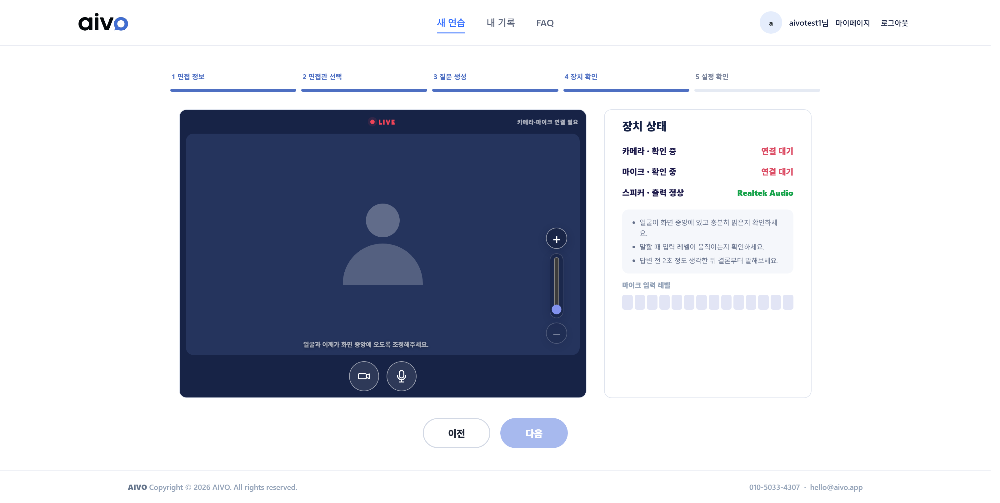 aivo
새 연습
내 기록
FAQ
a
aivotest1님
마이페이지
로그아웃
1 면접 정보
2 면접관 선택
3 질문 생성
4 장치 확인
5 설정 확인
LIVE
카메라·마이크 연결 필요
얼굴과 어깨가 화면 중앙에 오도록 조정해주세요.
장치 상태
카메라 · 확인 중
연결 대기
마이크 · 확인 중
연결 대기
스피커 · 출력 정상
Realtek Audio
• 얼굴이 화면 중앙에 있고 충분히 밝은지 확인하세
요.
• 말할 때 입력 레벨이 움직이는지 확인하세요.
• 답변 전 2초 정도 생각한 뒤 결론부터 말해보세요.
마이크 입력 레벨
이전
다음
AIVO Copyright © 2026 AIVO. All rights reserved.
010-5033-4307 · hello@aivo.app